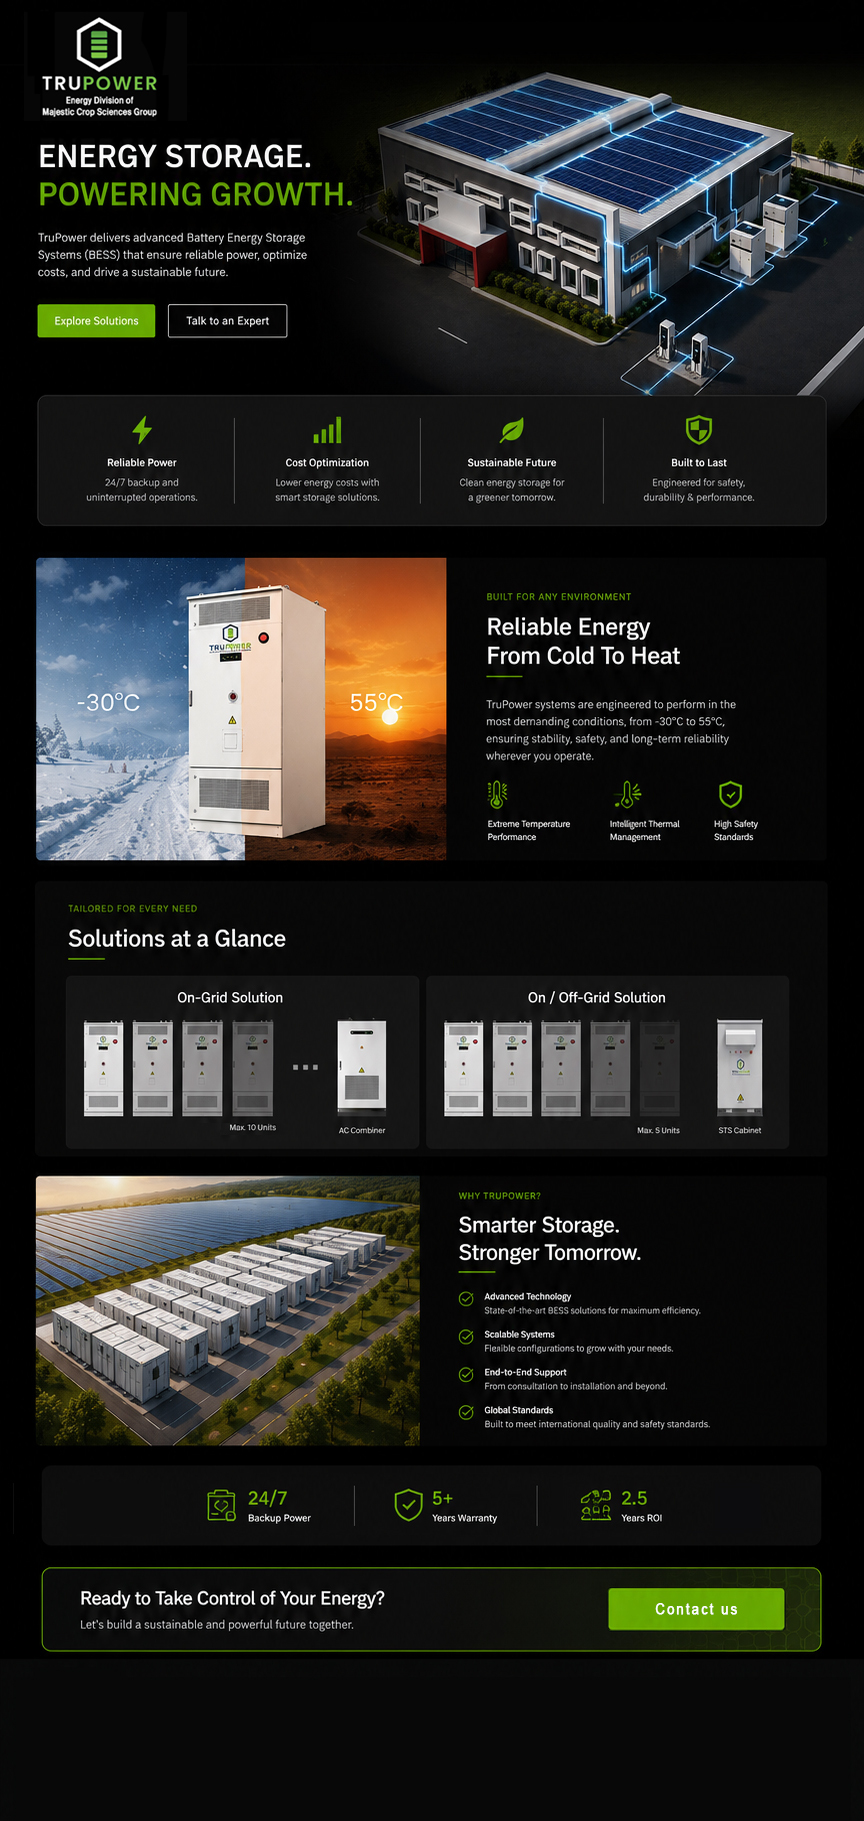 TRUPOWER
Energy Division of
Majestic Crop Sciences Group
ENERGY STORAGE.
POWERING GROWTH.
TruPower delivers advanced Battery Energy Storage
Systems (BESS) that ensure reliable power, optimize
costs, and drive a sustainable future.
Explore Solutions
Talk to an Expert
Reliable Power
24/7 backup and
uninterrupted operations.
Cost Optimization
Lower energy costs with
smart storage solutions.
Sustainable Future
Clean energy storage for
a greener tomorrow.
Built to Last
Engineered for safety,
durability & performance.
-30°C
TRUPOWER
55°C
BUILT FOR ANY ENVIRONMENT
Reliable Energy
From Cold To Heat
TruPower systems are engineered to perform in the
most demanding conditions, from -30°C to 55°C,
ensuring stability, safety, and long-term reliability
wherever you operate.
Extreme Temperature
Performance
Intelligent Thermal
Management
High Safety
Standards
TAILORED FOR EVERY NEED
Solutions at a Glance
On-Grid Solution
Max. 10 Units
AC Combiner
On / Off-Grid Solution
Max. 5 Units
STS Cabinet
WHY TRUPOWER?
Smarter Storage.
Stronger Tomorrow.
Advanced Technology
State-of-the-art BESS solutions for maximum efficiency.
Scalable Systems
Flexible configurations to grow with your needs.
End-to-End Support
From consultation to installation and beyond.
Global Standards
Built to meet international quality and safety standards.
24/7
Backup Power
5+
Years Warranty
2.5
Years ROI
Ready to Take Control of Your Energy?
Let's build a sustainable and powerful future together.
Contact us